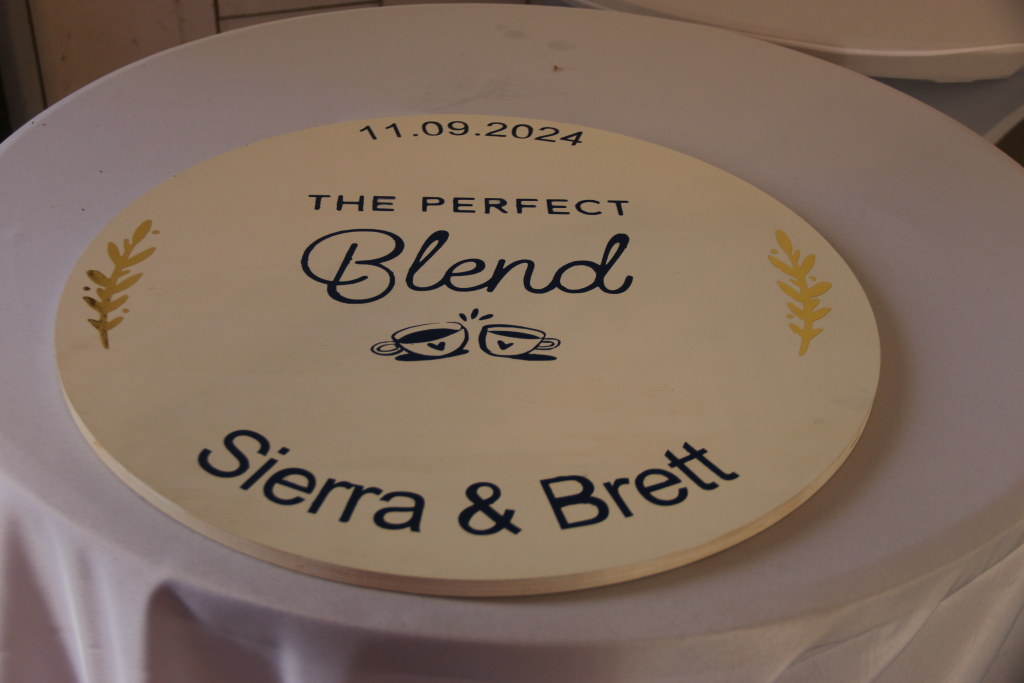 11.09.2024
THE PERFECT
Blend
Sierra & Brett